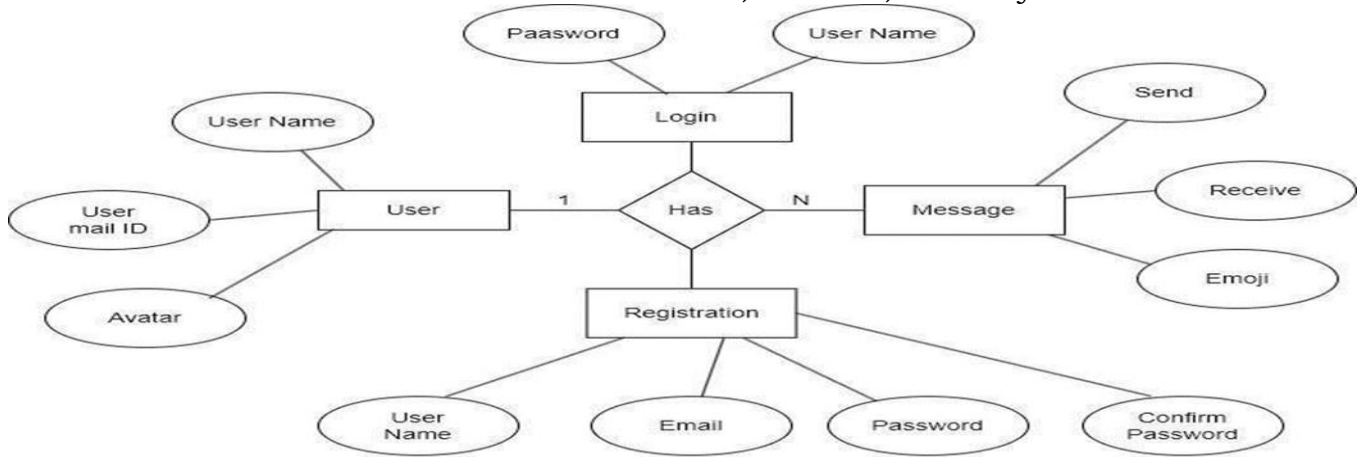 Paasword
User Name
Send
User Name
Login
Receive
User
mail ID
User
1
Has
N
Message
Emoji
Avatar
Registration
User
Name
Email
Password
Confirm
Password